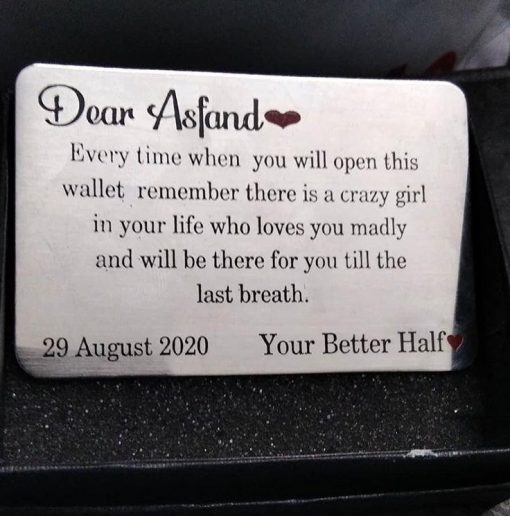 Dear Asfand
Every time when you will open this
wallet remember there is a crazy girl
in your life who loves you madly
and will be there for you till the
last breath.
29 August 2020 Your Better Half